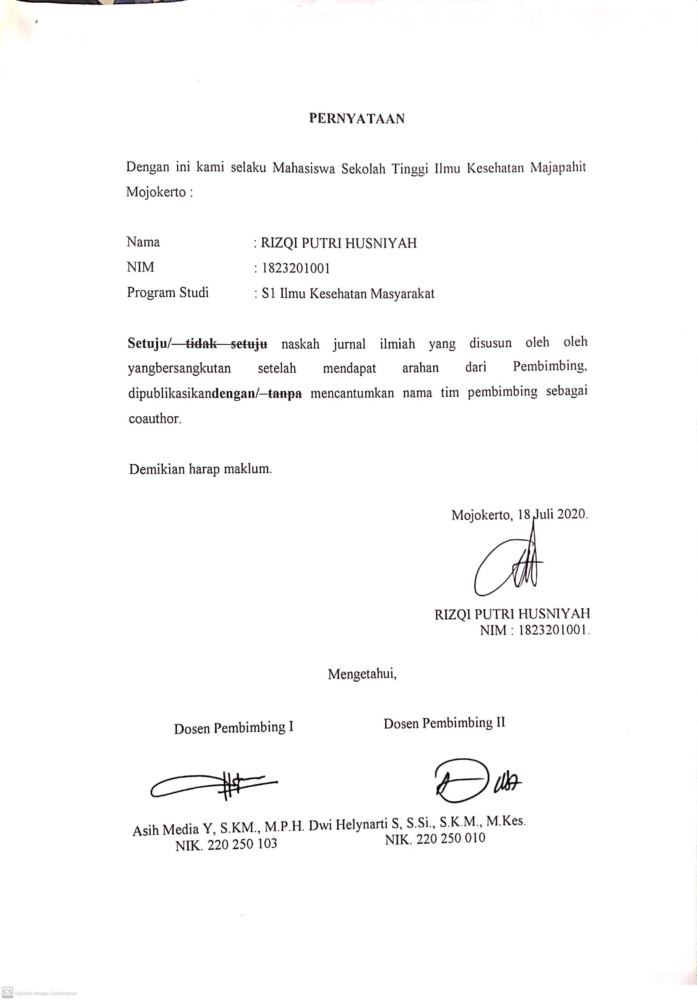 PERNYATAAN
Dengan ini kami selaku Mahasiswa Sekolah Tinggi Ilmu Kesehatan Majapahit
Mojokerto :
Nama : RIZQI PUTRI HUSNIYAH
NIM : 1823201001
Program Studi : S1 Ilmu Kesehatan Masyarakat
Setuju/ tidak setuju naskah jurnal ilmiah yang disusun oleh oleh
yangbersangkutan setelah mendapat arahan dari Pembimbing,
dipublikasikandengan/ tanpa mencantumkan nama tim pembimbing sebagai
coauthor.
Demikian harap maklum.
Mojokerto, 18 Juli 2020.
RIZQI PUTRI HUSNIYAH
NIM : 1823201001.
Mengetahui,
Dosen Pembimbing I Dosen Pembimbing II
Asih Media Y, S.KM., M.P.H. Dwi Helynarti S, S.Si., S.K.M., M.Kes.
NIK. 220 250 103 NIK. 220 250 010
CS Dipindai dengan CamScanner